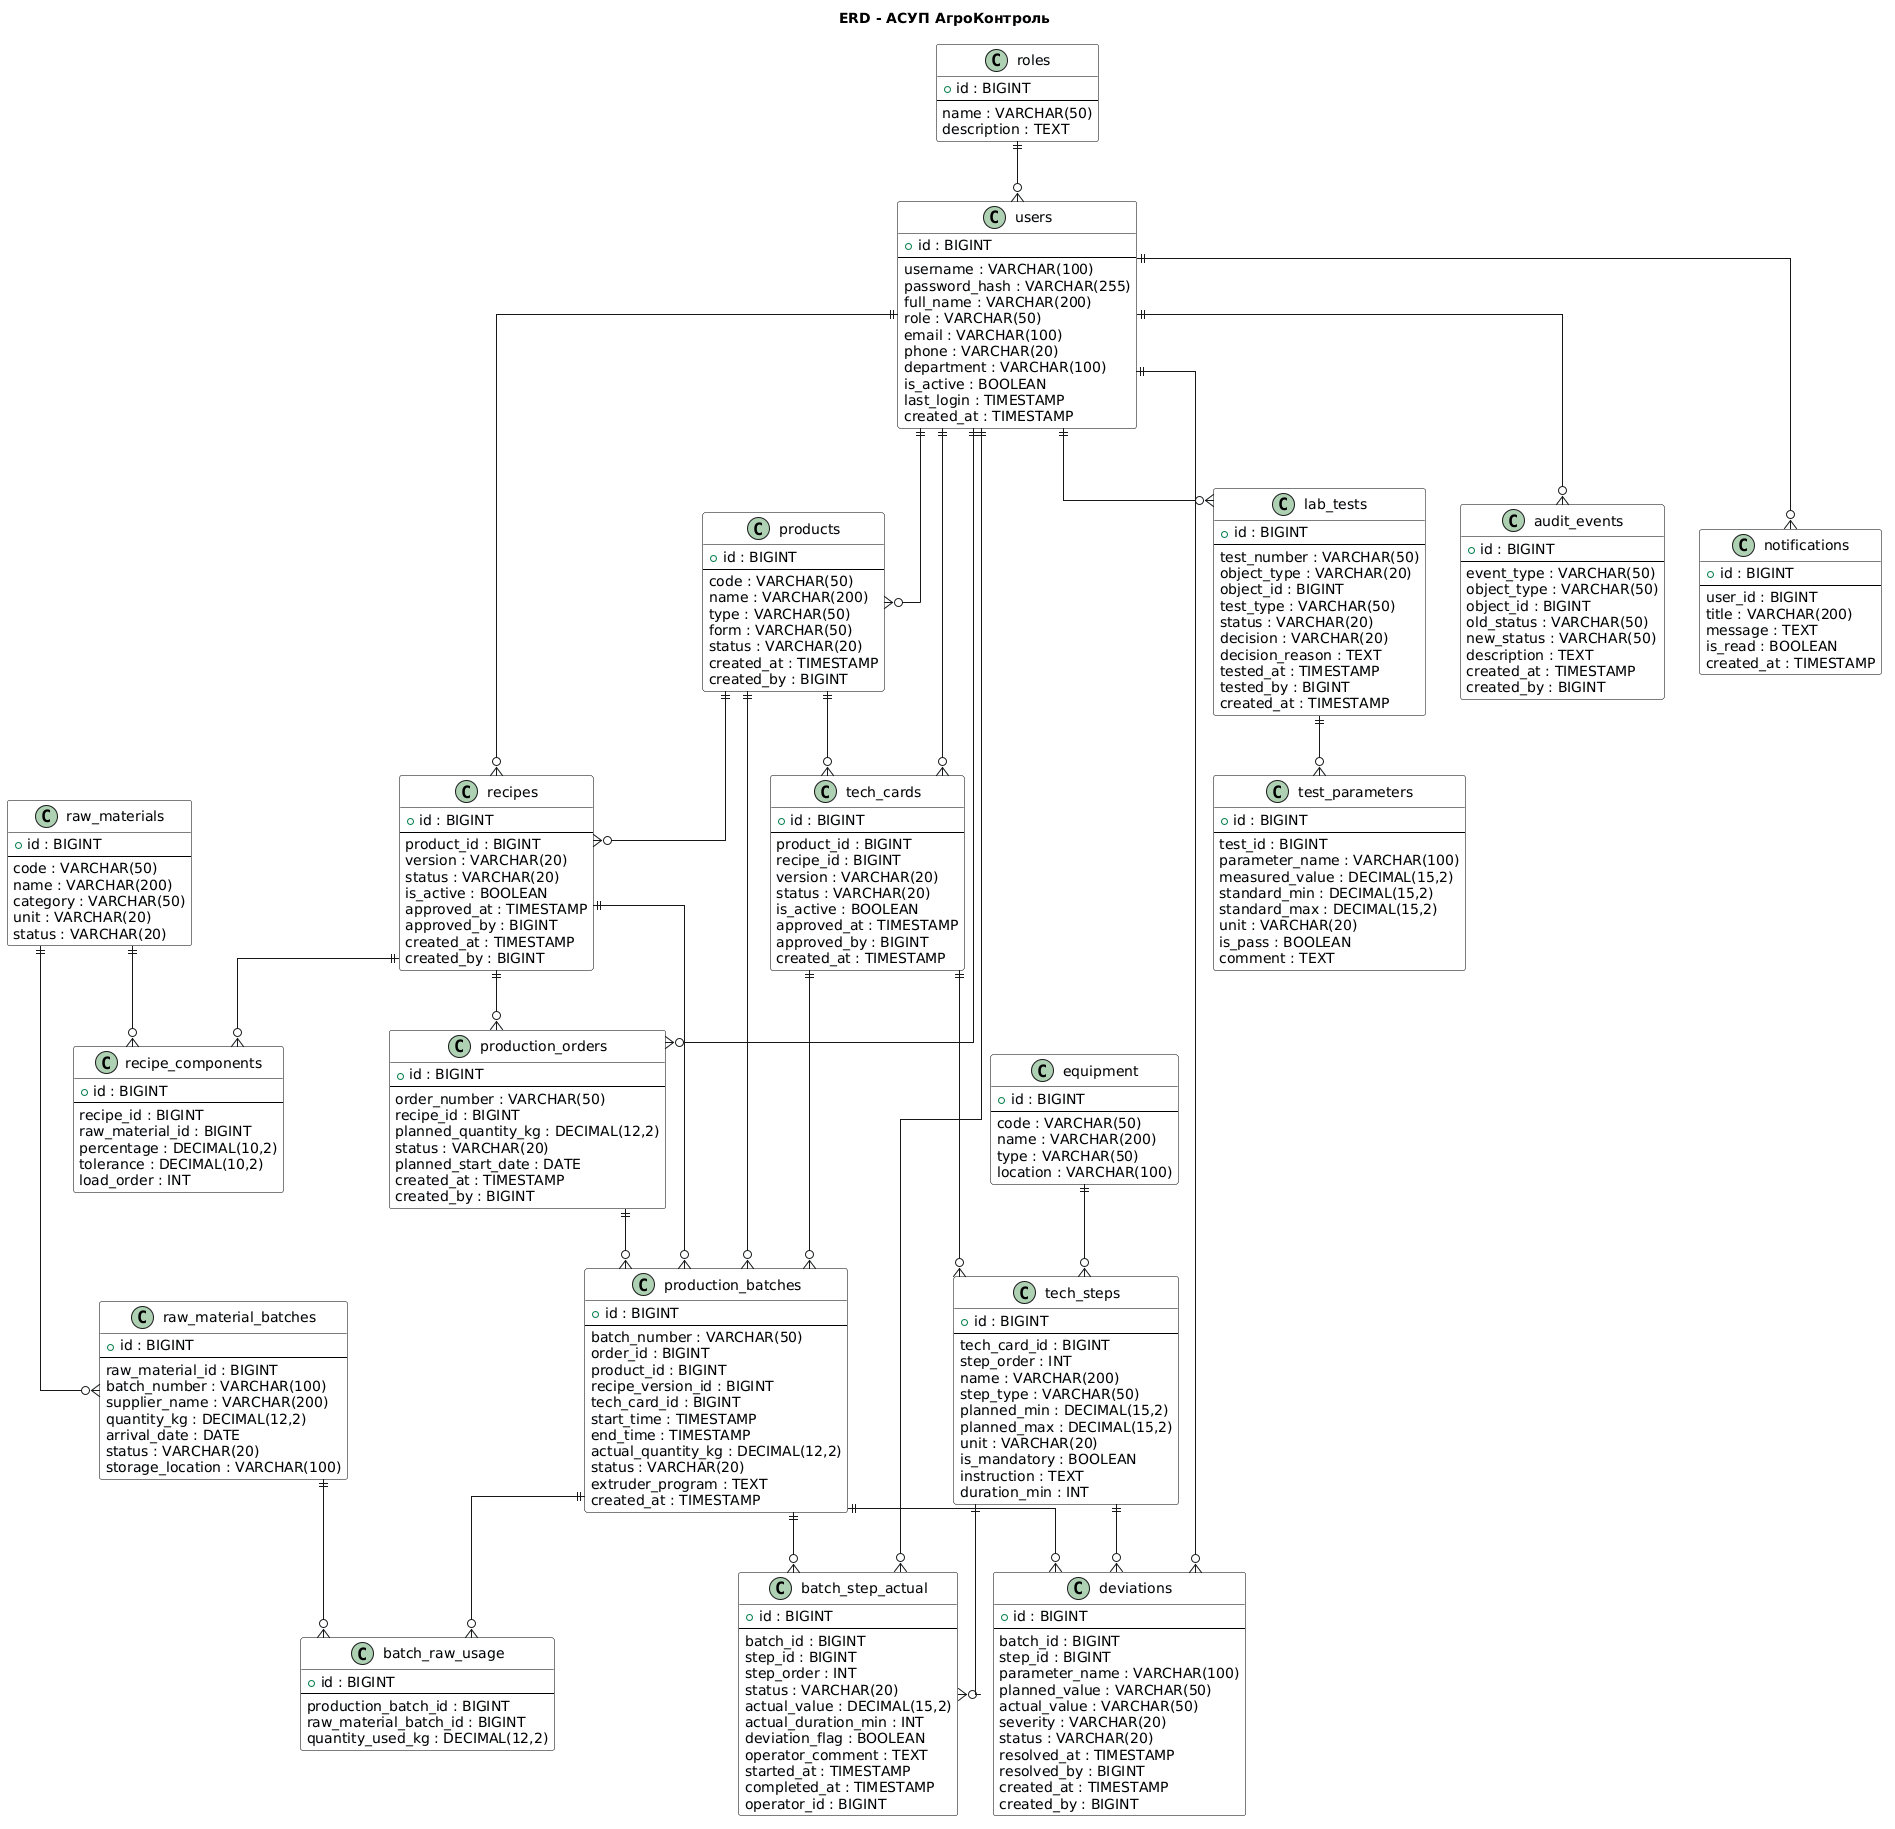 ERD - АСУП АгроКонтроль
C roles
id : BIGINT
name : VARCHAR(50)
description : TEXT
C users
id : BIGINT
username : VARCHAR(100)
password_hash : VARCHAR(255)
full_name : VARCHAR(200)
role : VARCHAR(50)
email : VARCHAR(100)
phone : VARCHAR(20)
department : VARCHAR(100)
is_active : BOOLEAN
last_login : TIMESTAMP
created_at : TIMESTAMP
C products
id : BIGINT
code : VARCHAR(50)
name : VARCHAR(200)
type : VARCHAR(50)
form : VARCHAR(50)
status : VARCHAR(20)
created_at : TIMESTAMP
created_by : BIGINT
C lab_tests
id : BIGINT
test_number : VARCHAR(50)
object_type : VARCHAR(20)
object_id : BIGINT
test_type : VARCHAR(50)
status : VARCHAR(20)
decision : VARCHAR(20)
decision_reason : TEXT
tested_at : TIMESTAMP
tested_by : BIGINT
created_at : TIMESTAMP
C audit_events
id : BIGINT
event_type : VARCHAR(50)
object_type : VARCHAR(50)
object_id : BIGINT
old_status : VARCHAR(50)
new_status : VARCHAR(50)
description : TEXT
created_at : TIMESTAMP
created_by : BIGINT
C notifications
id : BIGINT
user_id : BIGINT
title : VARCHAR(200)
message : TEXT
is_read : BOOLEAN
created_at : TIMESTAMP
C raw_materials
id : BIGINT
code : VARCHAR(50)
name : VARCHAR(200)
category : VARCHAR(50)
unit : VARCHAR(20)
status : VARCHAR(20)
C recipes
id : BIGINT
product_id : BIGINT
version : VARCHAR(20)
status : VARCHAR(20)
is_active : BOOLEAN
approved_at : TIMESTAMP
approved_by : BIGINT
created_at : TIMESTAMP
created_by : BIGINT
C tech_cards
id : BIGINT
product_id : BIGINT
recipe_id : BIGINT
version : VARCHAR(20)
status : VARCHAR(20)
is_active : BOOLEAN
approved_at : TIMESTAMP
approved_by : BIGINT
created_at : TIMESTAMP
C test_parameters
id : BIGINT
test_id : BIGINT
parameter_name : VARCHAR(100)
measured_value : DECIMAL(15,2)
standard_min : DECIMAL(15,2)
standard_max : DECIMAL(15,2)
unit : VARCHAR(20)
is_pass : BOOLEAN
comment : TEXT
C recipe_components
id : BIGINT
recipe_id : BIGINT
raw_material_id : BIGINT
percentage : DECIMAL(10,2)
tolerance : DECIMAL(10,2)
load_order : INT
C production_orders
id : BIGINT
order_number : VARCHAR(50)
recipe_id : BIGINT
planned_quantity_kg : DECIMAL(12,2)
status : VARCHAR(20)
planned_start_date : DATE
created_at : TIMESTAMP
created_by : BIGINT
C equipment
id : BIGINT
code : VARCHAR(50)
name : VARCHAR(200)
type : VARCHAR(50)
location : VARCHAR(100)
C raw_material_batches
id : BIGINT
raw_material_id : BIGINT
batch_number : VARCHAR(100)
supplier_name : VARCHAR(200)
quantity_kg : DECIMAL(12,2)
arrival_date : DATE
status : VARCHAR(20)
storage_location : VARCHAR(100)
C production_batches
id : BIGINT
batch_number : VARCHAR(50)
order_id : BIGINT
product_id : BIGINT
recipe_version_id : BIGINT
tech_card_id : BIGINT
start_time : TIMESTAMP
end_time : TIMESTAMP
actual_quantity_kg : DECIMAL(12,2)
status : VARCHAR(20)
extruder_program : TEXT
created_at : TIMESTAMP
C tech_steps
id : BIGINT
tech_card_id : BIGINT
step_order : INT
name : VARCHAR(200)
step_type : VARCHAR(50)
planned_min : DECIMAL(15,2)
planned_max : DECIMAL(15,2)
unit : VARCHAR(20)
is_mandatory : BOOLEAN
instruction : TEXT
duration_min : INT
C batch_raw_usage
id : BIGINT
production_batch_id : BIGINT
raw_material_batch_id : BIGINT
quantity_used_kg : DECIMAL(12,2)
C batch_step_actual
id : BIGINT
batch_id : BIGINT
step_id : BIGINT
step_order : INT
status : VARCHAR(20)
actual_value : DECIMAL(15,2)
actual_duration_min : INT
deviation_flag : BOOLEAN
operator_comment : TEXT
started_at : TIMESTAMP
completed_at : TIMESTAMP
operator_id : BIGINT
C deviations
id : BIGINT
batch_id : BIGINT
step_id : BIGINT
parameter_name : VARCHAR(100)
planned_value : VARCHAR(50)
actual_value : VARCHAR(50)
severity : VARCHAR(20)
status : VARCHAR(20)
resolved_at : TIMESTAMP
resolved_by : BIGINT
created_at : TIMESTAMP
created_by : BIGINT